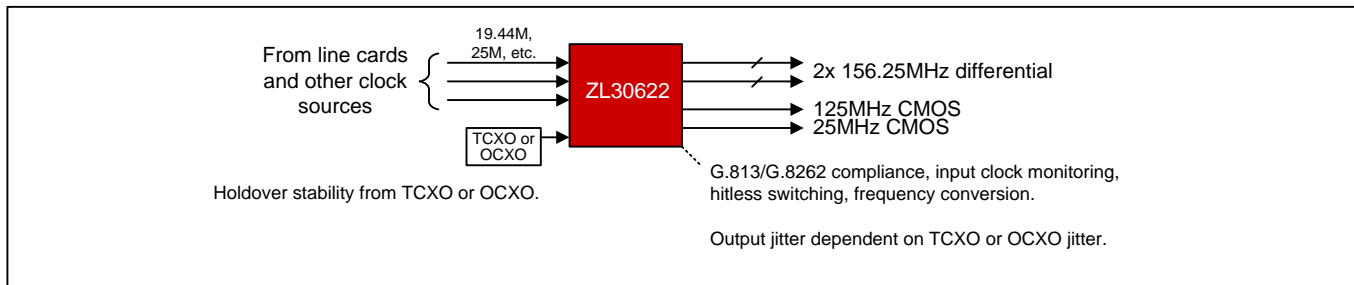 From line cards
and other clock
sources
19.44M,
25M, etc.
ZL30622
TCXO or
OCXO
2x 156.25MHz differential
125MHz CMOS
25MHz CMOS
Holdover stability from TCXO or OCXO.
G.813/G.8262 compliance, input clock monitoring,
hitless switching, frequency conversion.
Output jitter dependent on TCXO or OCXO jitter.